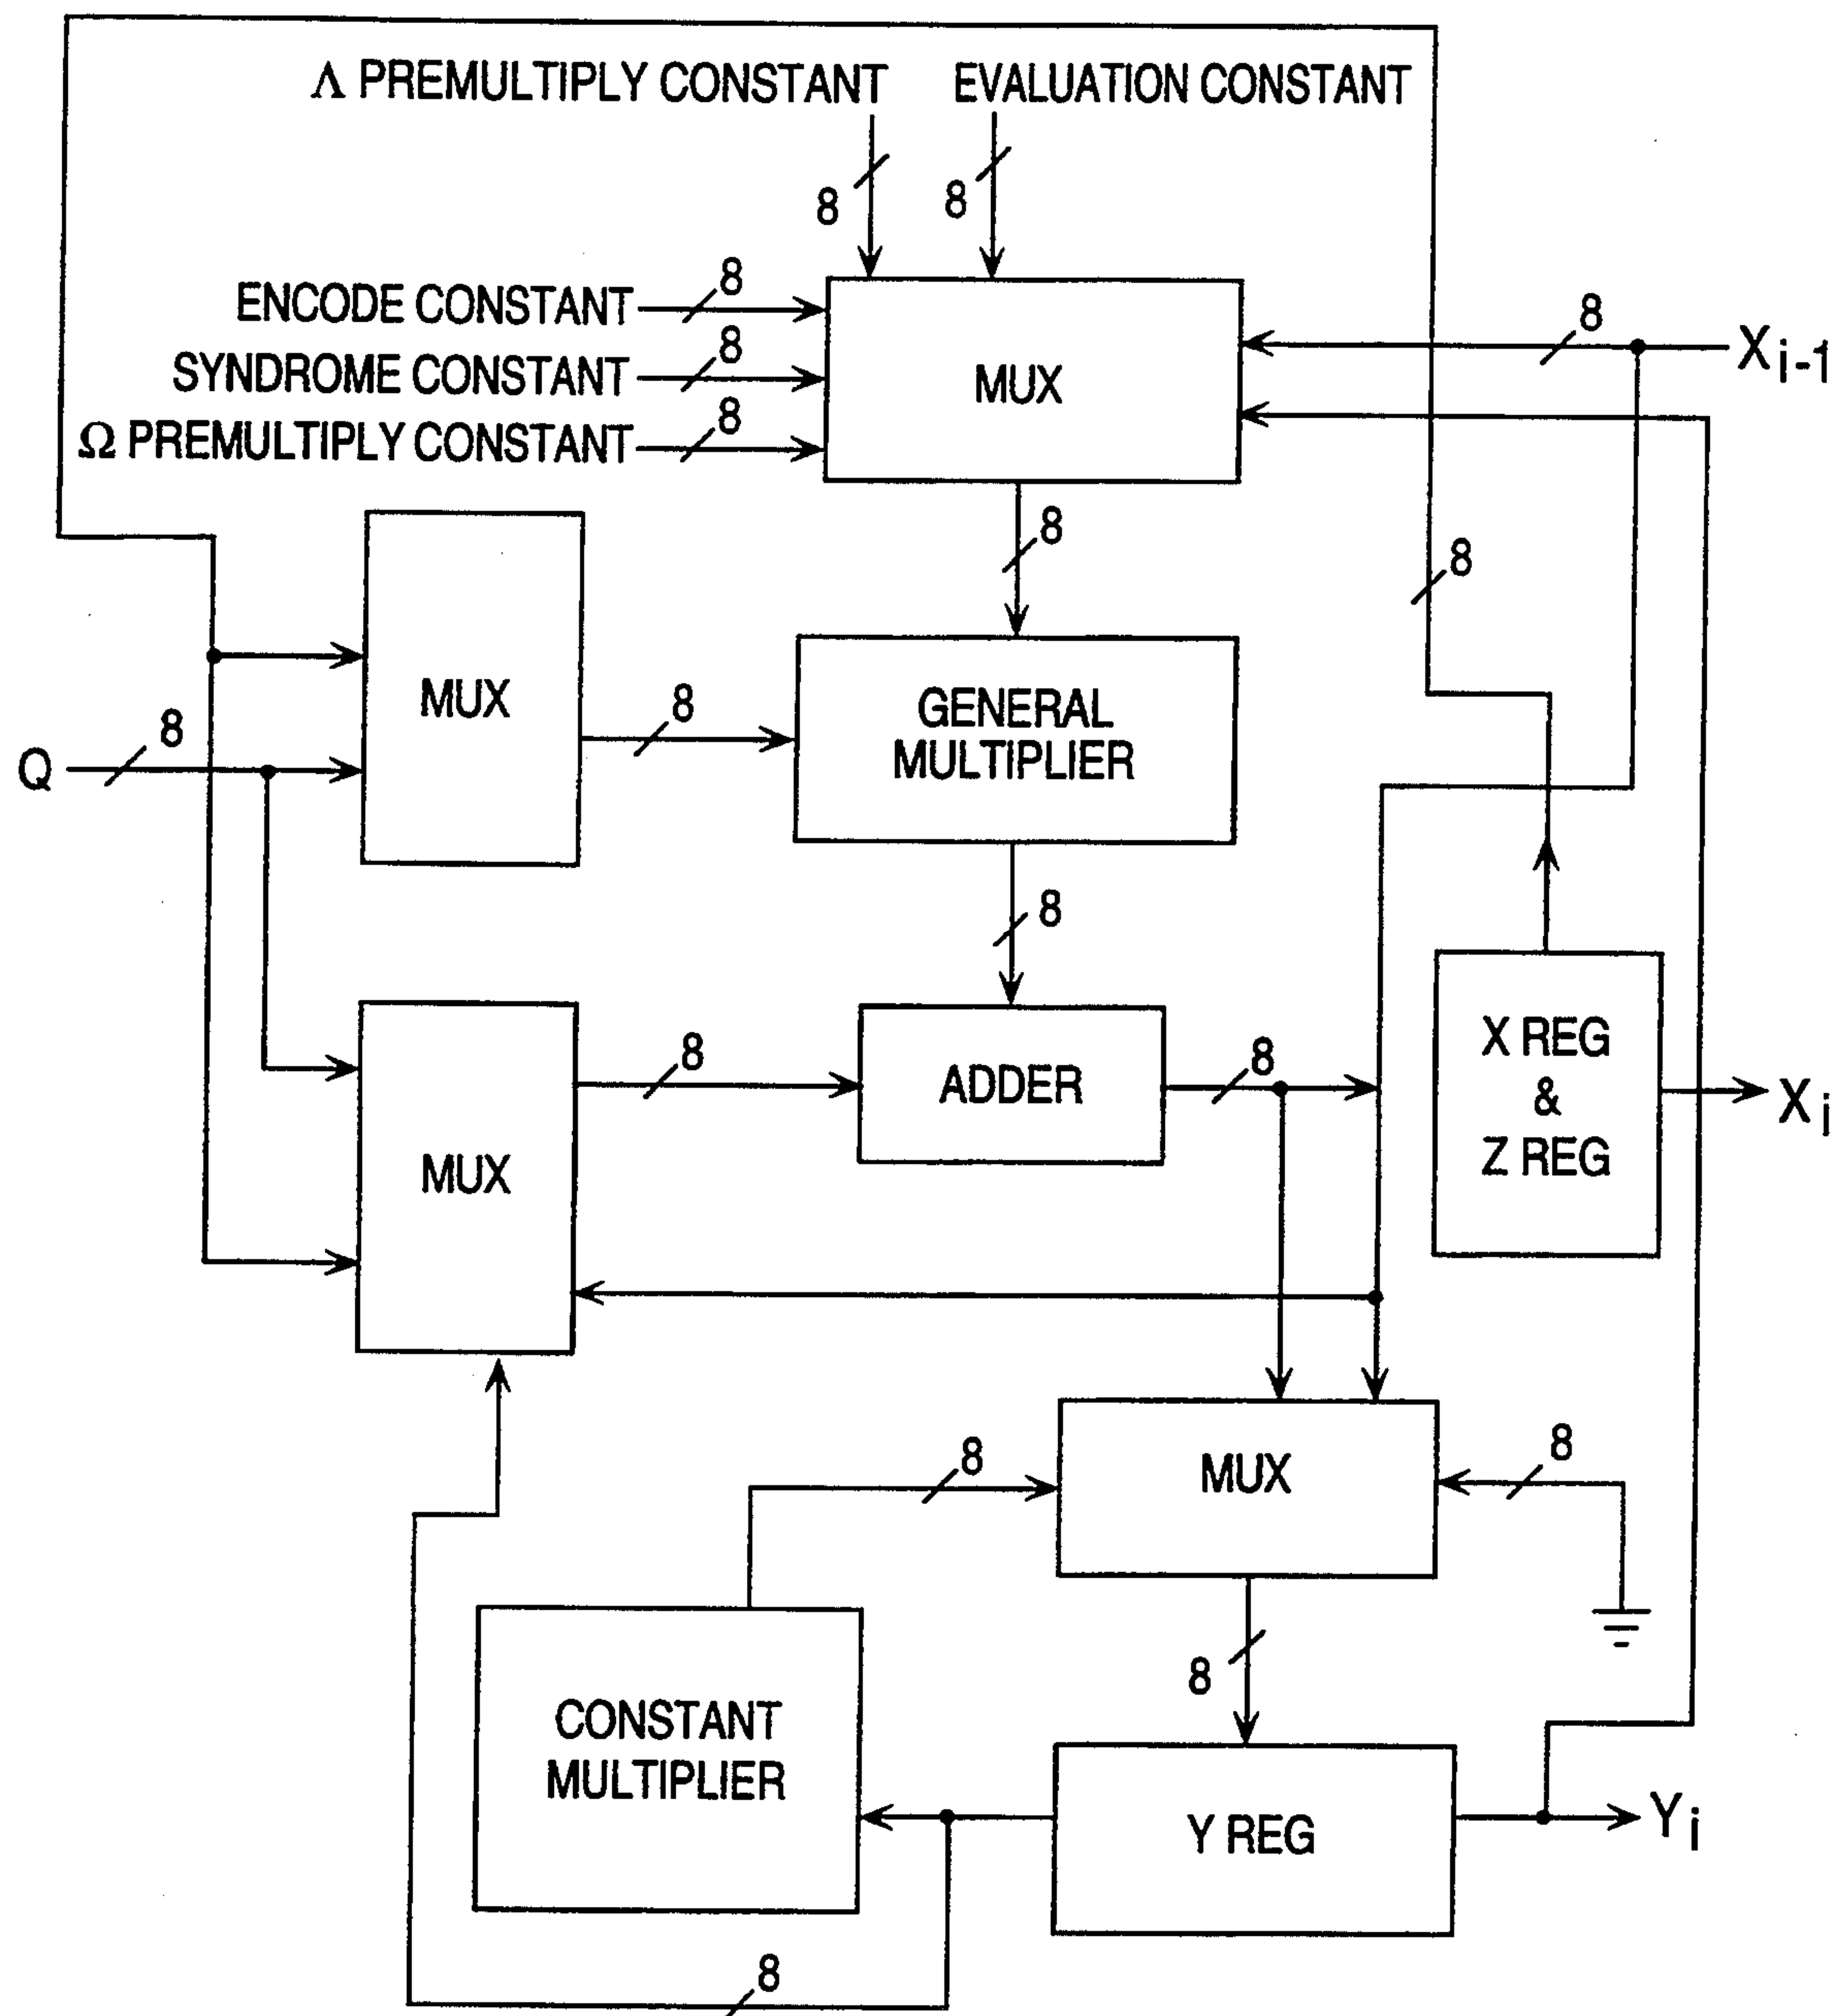 Λ PREMULTIPLY CONSTANT
EVALUATION CONSTANT
8
8
ENCODE CONSTANT
8
SYNDROME CONSTANT
8
Ω PREMULTIPLY CONSTANT
8
MUX
8
X i-1
8
8
MUX
Q
8
8
GENERAL
MULTIPLIER
8
MUX
8
ADDER
8
X REG
&
Z REG
X i
8
MUX
8
CONSTANT
MULTIPLIER
8
Y REG
Y i
8